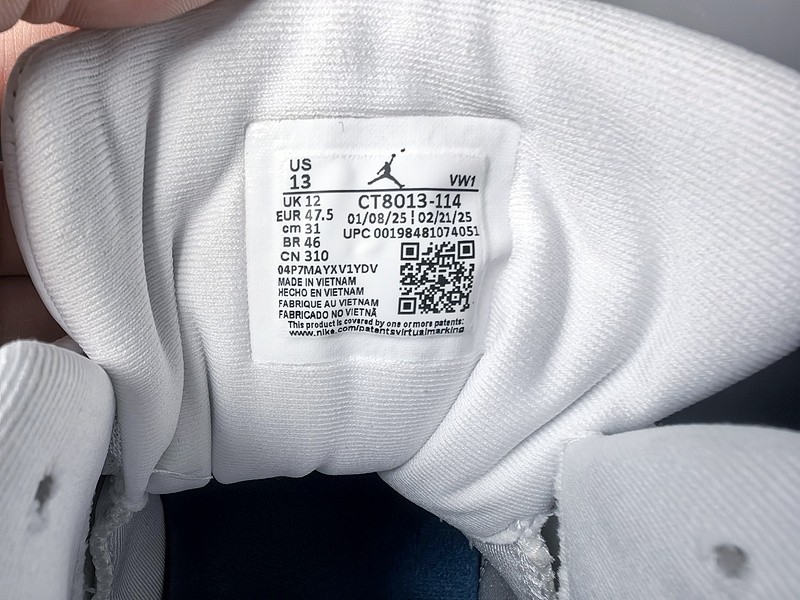 US
13
VW1
UK 12
CT8013-114
EUR 47.5
01/08/25 | 02/21/25
cm 31
UPC 00198481074051
BR 46
CN 310
04P7MAYXV1YDV
MADE IN VIETNAM
HECHO EN VIETNAM
FABRIQUE AU VIETNAM
FABRICADO NO VIETNÃ
This product is covered by one or more patents:
www.nike.com/patentsvirtualmarking